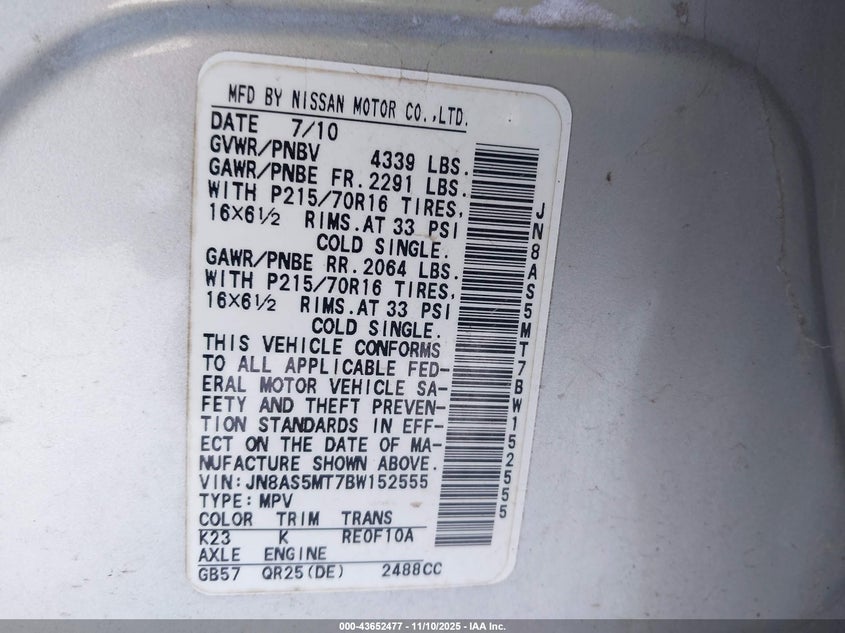 MFD BY NISSAN MOTOR CO.,LTD.
DATE 7/10
GVWR/PNBV 4339 LBS.
GAWR/PNBE FR. 2291 LBS.
WITH P215/70R16 TIRES,
16X6½ RIMS.AT 33 PSI
COLD SINGLE.
GAWR/PNBE RR. 2064 LBS.
WITH P215/70R16 TIRES,
16X6½ RIMS.AT 33 PSI
COLD SINGLE.
THIS VEHICLE CONFORMS
TO ALL APPLICABLE FED-
ERAL MOTOR VEHICLE SA-
FETY AND THEFT PREVEN-
TION STANDARDS IN EFF-
ECT ON THE DATE OF MA-
NUFACTURE SHOWN ABOVE.
VIN:JN8AS5MT7BW152555
TYPE:MPV
COLOR TRIM TRANS
K23 K RE0F10A
AXLE ENGINE
GB57 QR25(DE) 2488CC
JN8AS5MT7BW152555
000-43652477 - 11/10/2025 - IAA Inc.